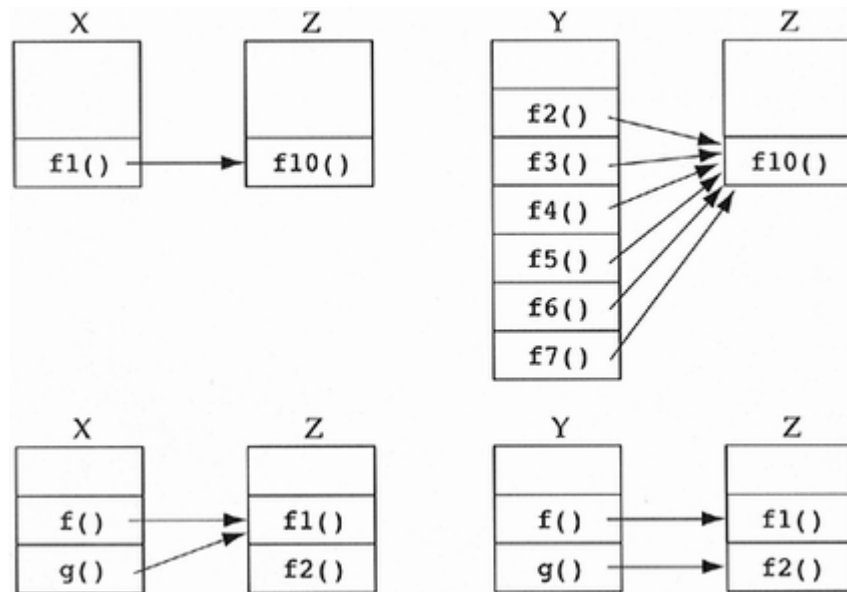 X Z
f1() f10()
Y Z
f2()
f3() f10()
f4()
f5()
f6()
f7()
X Z
f() f1()
g() f2()
Y Z
f() f1()
g() f2()